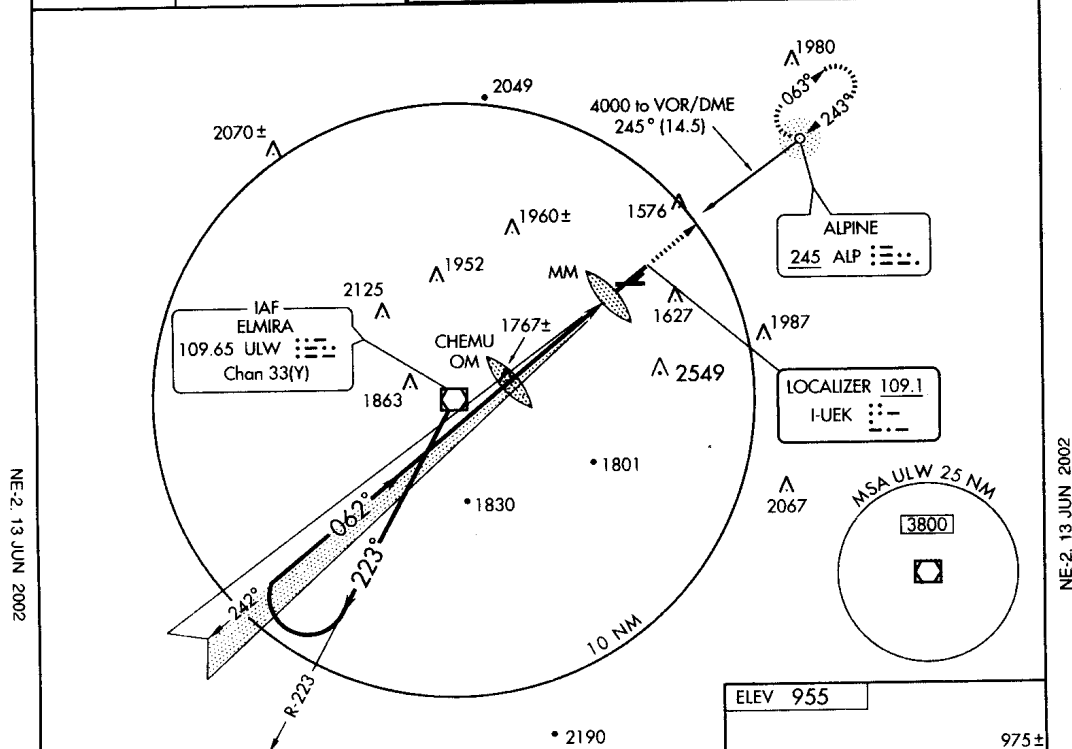 1980
063°
243°
2049
4000 to VOR/DME
245° (14.5)
2070±
1576
1960±
ALPINE
245 ALP
1952
MM
2125
IAF
ELMIRA
109.65 ULW
Chan 33(Y)
1767±
CHEMU
OM
1627
1987
1863
2549
LOCALIZER 109.1
I-UEK
1801
1830
2067
MSA ULW 25 NM
3800
062°
223°
242°
10 NM
R-223
2190
ELEV 955
975±
NE-2, 13 JUN 2002
NE-2, 13 JUN 2002